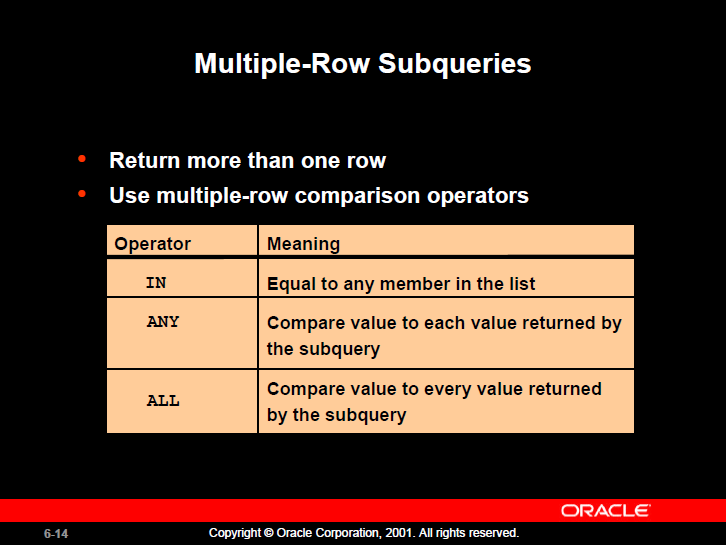 Multiple-Row Subqueries
• Return more than one row
• Use multiple-row comparison operators
Operator Meaning
IN Equal to any member in the list
ANY Compare value to each value returned by
the subquery
ALL Compare value to every value returned
by the subquery
ORACLE®
6-14 Copyright © Oracle Corporation, 2001. All rights reserved.